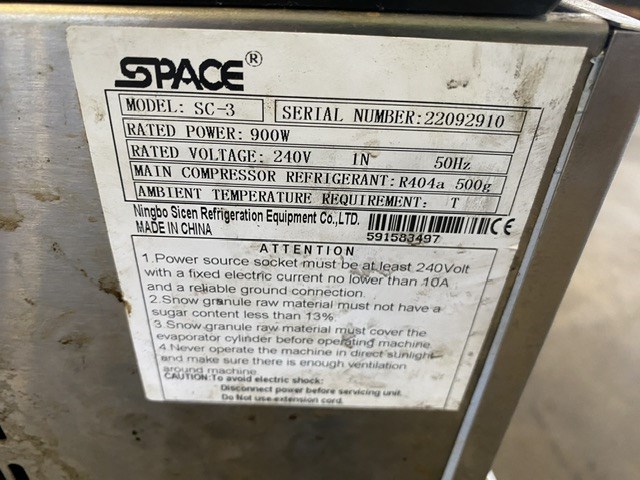 SPACE®
MODEL: SC-3 SERIAL NUMBER:22092910
RATED POWER: 900W
RATED VOLTAGE: 240V 1N 50Hz
MAIN COMPRESSOR REFRIGERANT: R404a 500g
AMBIENT TEMPERATURE REQUIREMENT: T
Ningbo Sicen Refrigeration Equipment Co.,LTD.
MADE IN CHINA
591583497
CE
ATTENTION
1.Power source socket must be at least 240Volt
with a fixed electric current no lower than 10A
and a reliable ground connection.
2.Snow granule raw material must not have a
sugar content less than 13%.
3.Snow granule raw material must cover the
evaporator cylinder before operating machine.
4.Never operate the machine in direct sunlight
and make sure there is enough ventilation
around machine.
CAUTION:To avoid electric shock:
Disconnect power before servicing unit.
Do Not use extension cord.